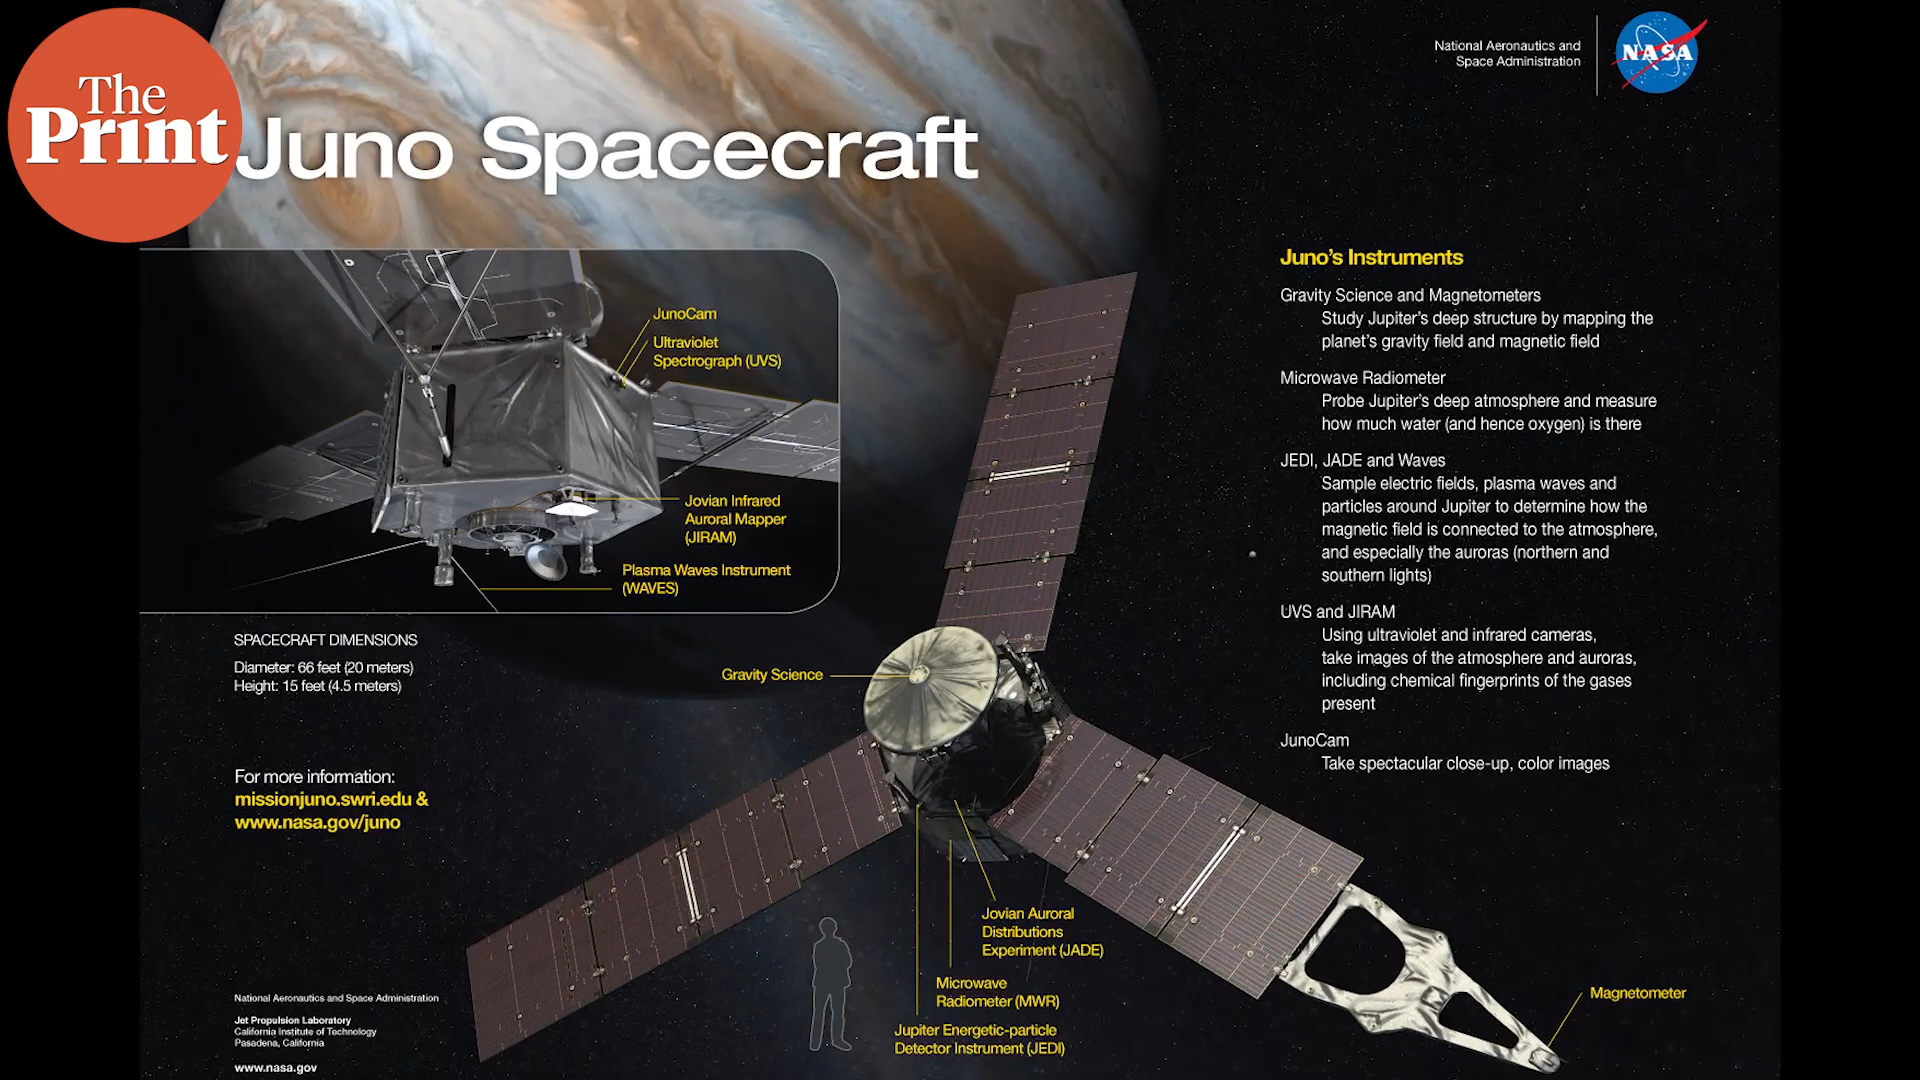 The
Print
Juno Spacecraft
National Aeronautics and
Space Administration
NASA
JunoCam
Ultraviolet
Spectrograph (UVS)
Jovian Infrared
Auroral Mapper
(JIRAM)
Plasma Waves Instrument
(WAVES)
SPACECRAFT DIMENSIONS
Diameter: 66 feet (20 meters)
Height: 15 feet (4.5 meters)
For more information:
missionjuno.swri.edu &
www.nasa.gov/juno
National Aeronautics and Space Administration
Jet Propulsion Laboratory
California Institute of Technology
Pasadena, California
www.nasa.gov
Gravity Science
Jovian Auroral
Distributions
Experiment (JADE)
Microwave
Radiometer (MWR)
Jupiter Energetic-particle
Detector Instrument (JEDI)
Magnetometer
Juno's Instruments
Gravity Science and Magnetometers
Study Jupiter's deep structure by mapping the
planet's gravity field and magnetic field
Microwave Radiometer
Probe Jupiter's deep atmosphere and measure
how much water (and hence oxygen) is there
JEDI, JADE and Waves
Sample electric fields, plasma waves and
particles around Jupiter to determine how the
magnetic field is connected to the atmosphere,
and especially the auroras (northern and
southern lights)
UVS and JIRAM
Using ultraviolet and infrared cameras,
take images of the atmosphere and auroras,
including chemical fingerprints of the gases
present
JunoCam
Take spectacular close-up, color images